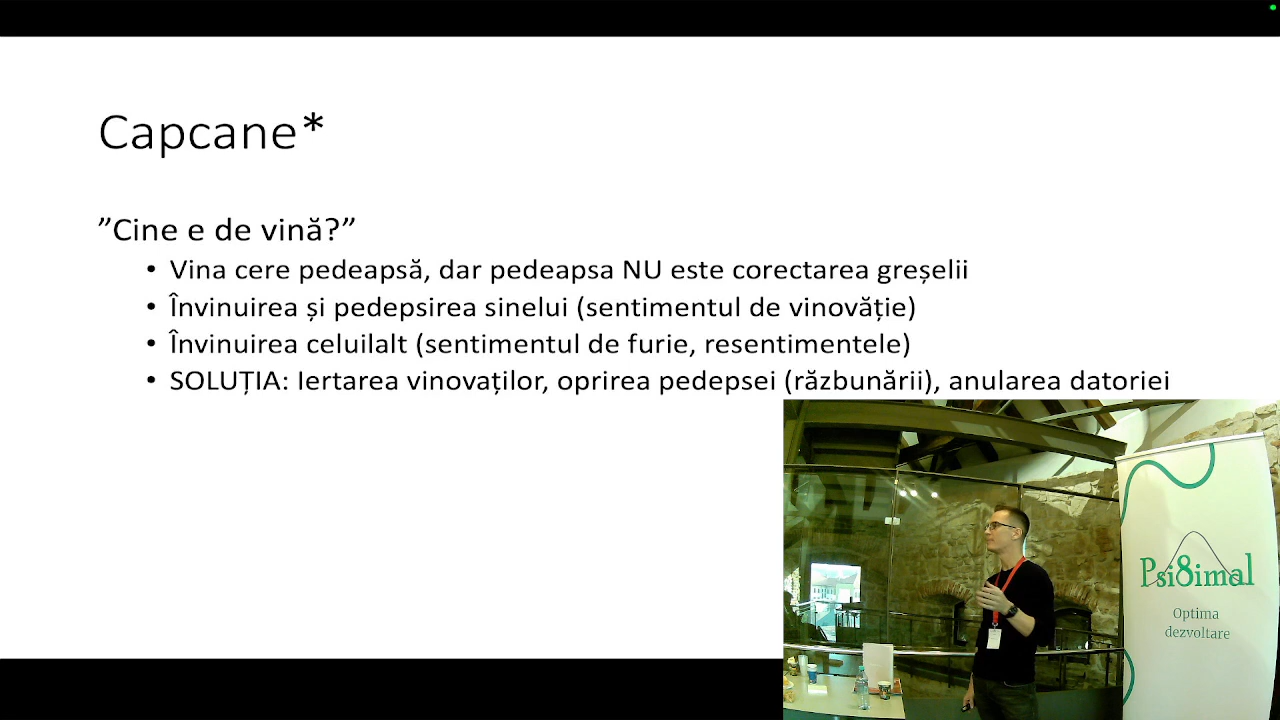 Capcane*
”Cine e de vină?”
• Vina cere pedeapsă, dar pedeapsa NU este corectarea greșelii
• Învinuirea și pedepsirea sinelui (sentimentul de vinovăție)
• Învinuirea celuilalt (sentimentul de furie, resentimentele)
• SOLUȚIA: Iertarea vinovaților, oprirea pedepsei (răzbunării), anularea datoriei
Psi8imal
Optima
dezvoltare